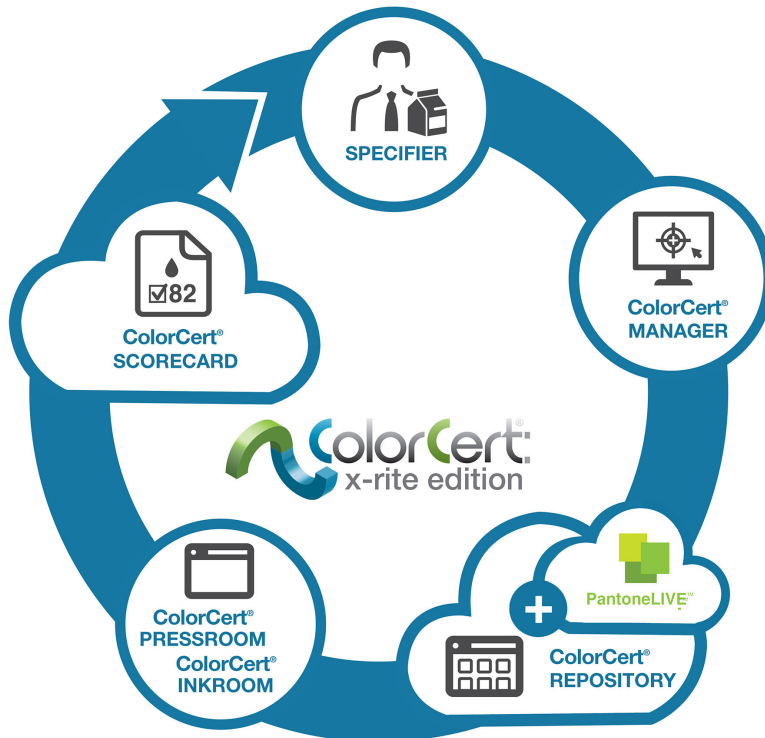 SPECIFIER
ColorCert®
MANAGER
PantoneLIVE™
+
ColorCert®
REPOSITORY
ColorCert®
PRESSROOM
ColorCert®
INKROOM
82
ColorCert®
SCORECARD
ColorCert:®
x-rite edition